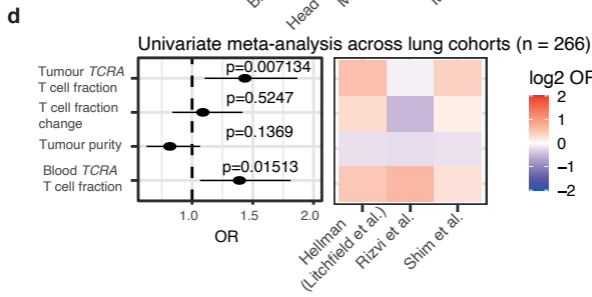 d
Head
Univariate meta-analysis across lung cohorts (n = 266)
Tumour TCRA
T cell fraction
T cell fraction
change
Tumour purity
Blood TCRA
T cell fraction
p=0.007134
p=0.5247
p=0.1369
p=0.01513
1.0 1.5 2.0
OR
Hellman
(Litchfield et al.)
Rizvi et al.
Shim et al.
log2 OR
2
1
0
−1
−2